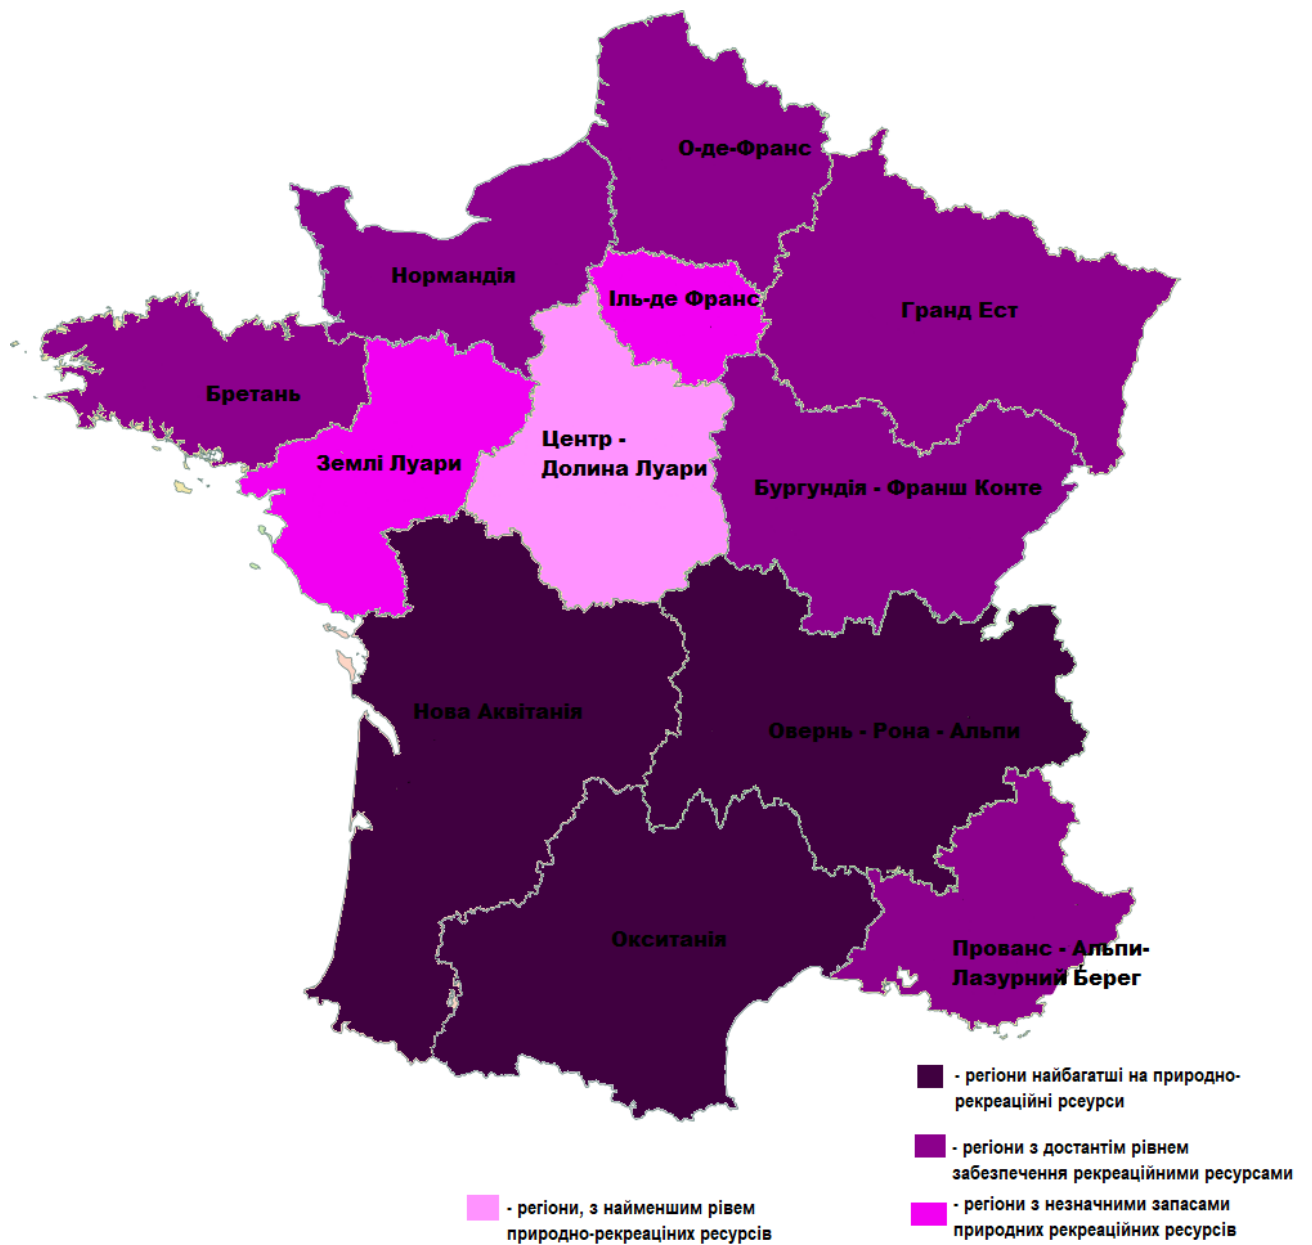 О-де-Франс
Нормандія
Іль-де Франс
Гранд Ест
Бретань
Центр -
Долина Луари
Землі Луари
Бургундія - Франш Конте
Нова Аквітанія
Овернь - Рона - Альпи
Окситанія
Прованс - Альпи-
Лазурний Берег
- регіони найбагатші на природно-
рекреаційні рсеурси
- регіони з достантім рівнем
забезпечення рекреаційними ресурсами
- регіони з незначними запасами
природних рекреаційних ресурсів
- регіони, з найменшим рівем
природно-рекреаціних ресурсів